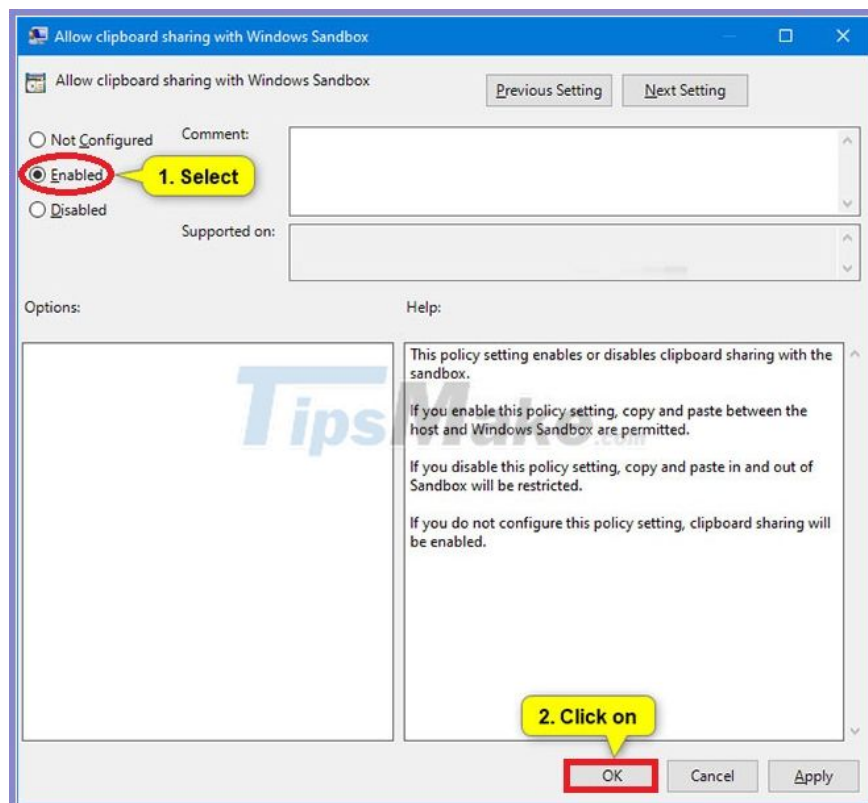 Allow clipboard sharing with Windows Sandbox
Allow clipboard sharing with Windows Sandbox
Previous Setting
Next Setting
Not Configured
Comment:
Enabled
1. Select
Disabled
Supported on:
Options:
Help:
This policy setting enables or disables clipboard sharing with the
sandbox.
If you enable this policy setting, copy and paste between the
host and Windows Sandbox are permitted.
If you disable this policy setting, copy and paste in and out of
Sandbox will be restricted.
If you do not configure this policy setting, clipboard sharing will
be enabled.
TipsMake.com
2. Click on
OK
Cancel
Apply